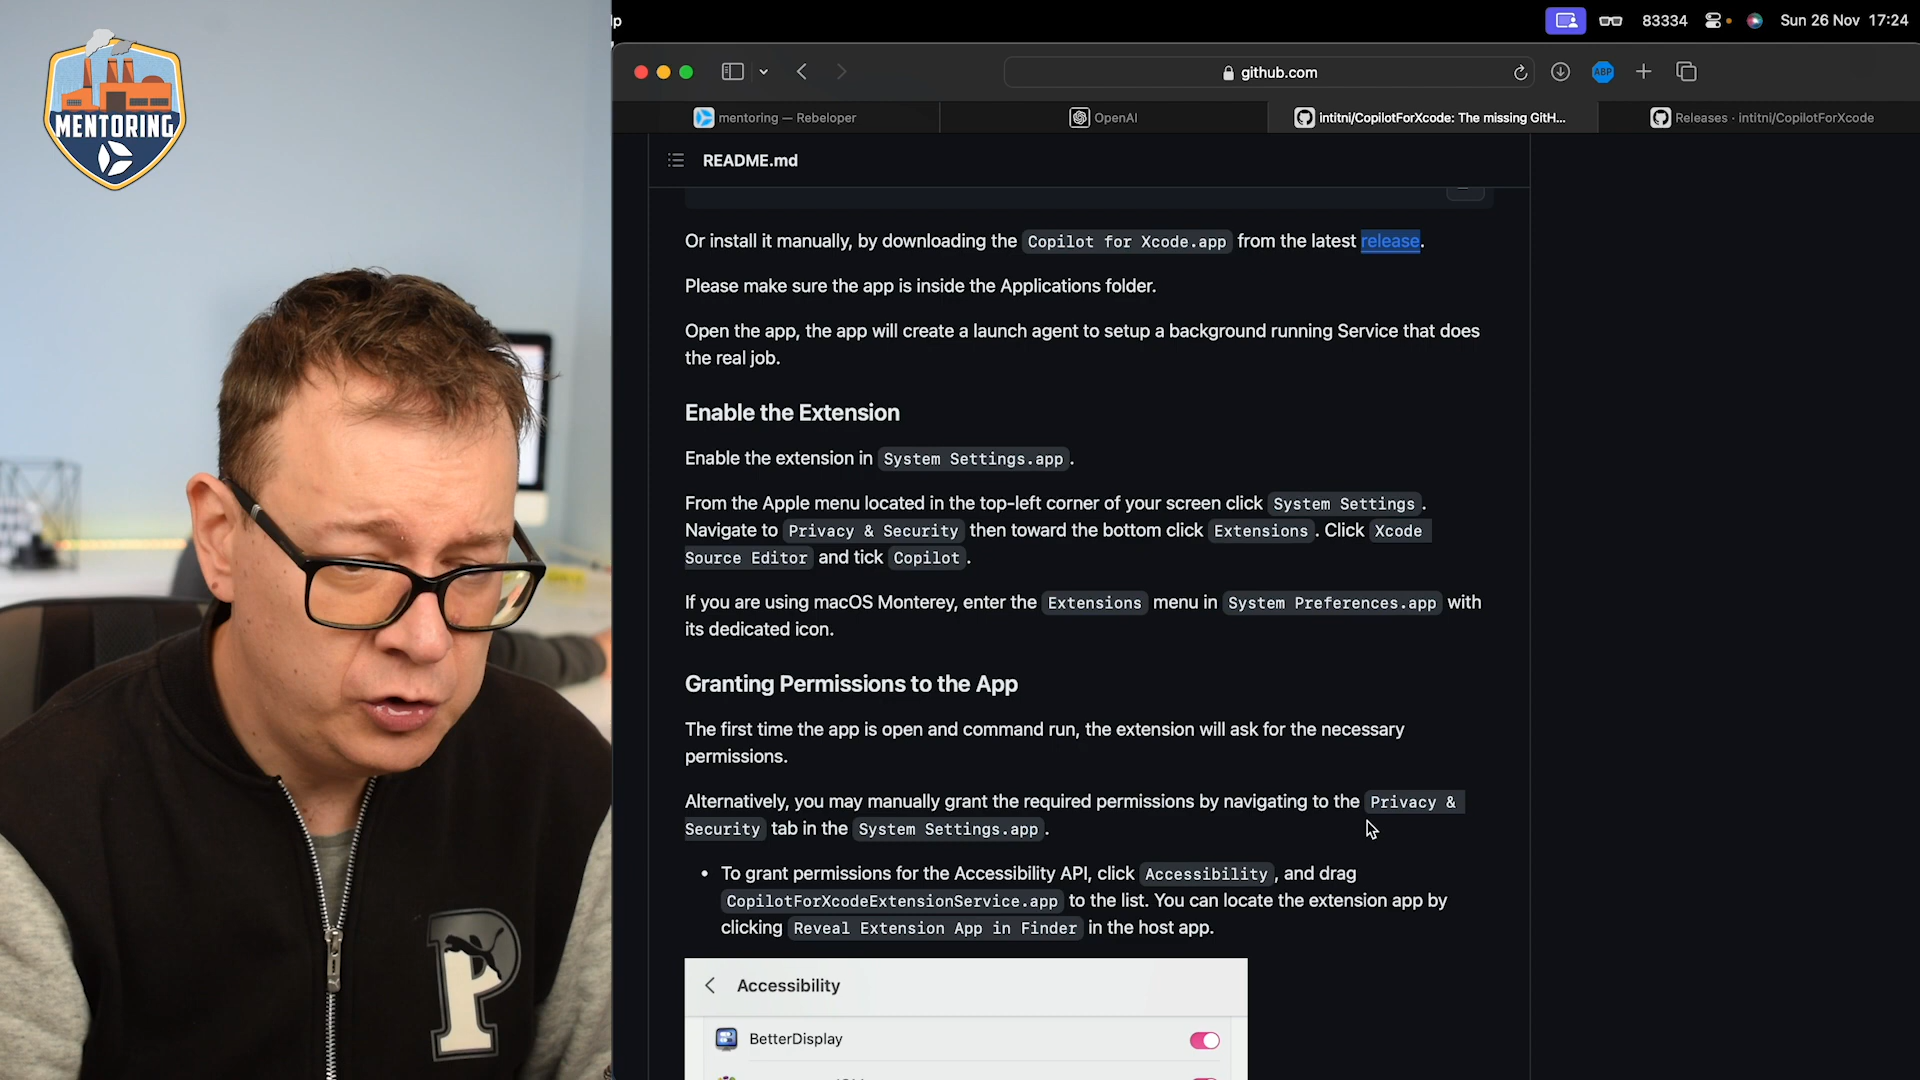 lp
83334
Sun 26 Nov 17:24
MENTORING
github.com
ABP
mentoring — Rebeloper
OpenAI
intitni/CopilotForXcode: The missing GitH...
Releases · intitni/CopilotForXcode
README.md
Or install it manually, by downloading the Copilot for Xcode.app from the latest release.
Please make sure the app is inside the Applications folder.
Open the app, the app will create a launch agent to setup a background running Service that does
the real job.
Enable the Extension
Enable the extension in System Settings.app.
From the Apple menu located in the top-left corner of your screen click System Settings.
Navigate to Privacy & Security then toward the bottom click Extensions. Click Xcode
Source Editor and tick Copilot.
If you are using macOS Monterey, enter the Extensions menu in System Preferences.app with
its dedicated icon.
Granting Permissions to the App
The first time the app is open and command run, the extension will ask for the necessary
permissions.
Alternatively, you may manually grant the required permissions by navigating to the Privacy &
Security tab in the System Settings.app.
• To grant permissions for the Accessibility API, click Accessibility, and drag
CopilotForXcodeExtensionService.app to the list. You can locate the extension app by
clicking Reveal Extension App in Finder in the host app.
Accessibility
BetterDisplay
P